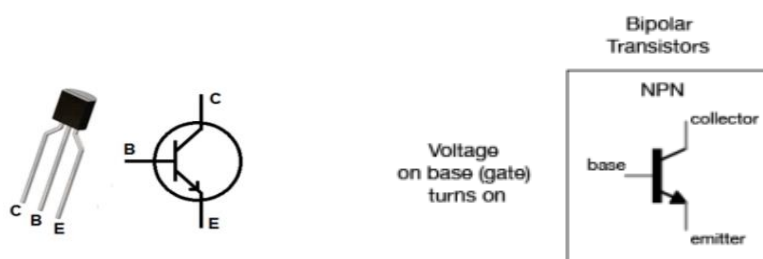 C
B
E
B
C
E
Voltage
on base (gate)
turns on
Bipolar
Transistors
NPN
collector
base
emitter